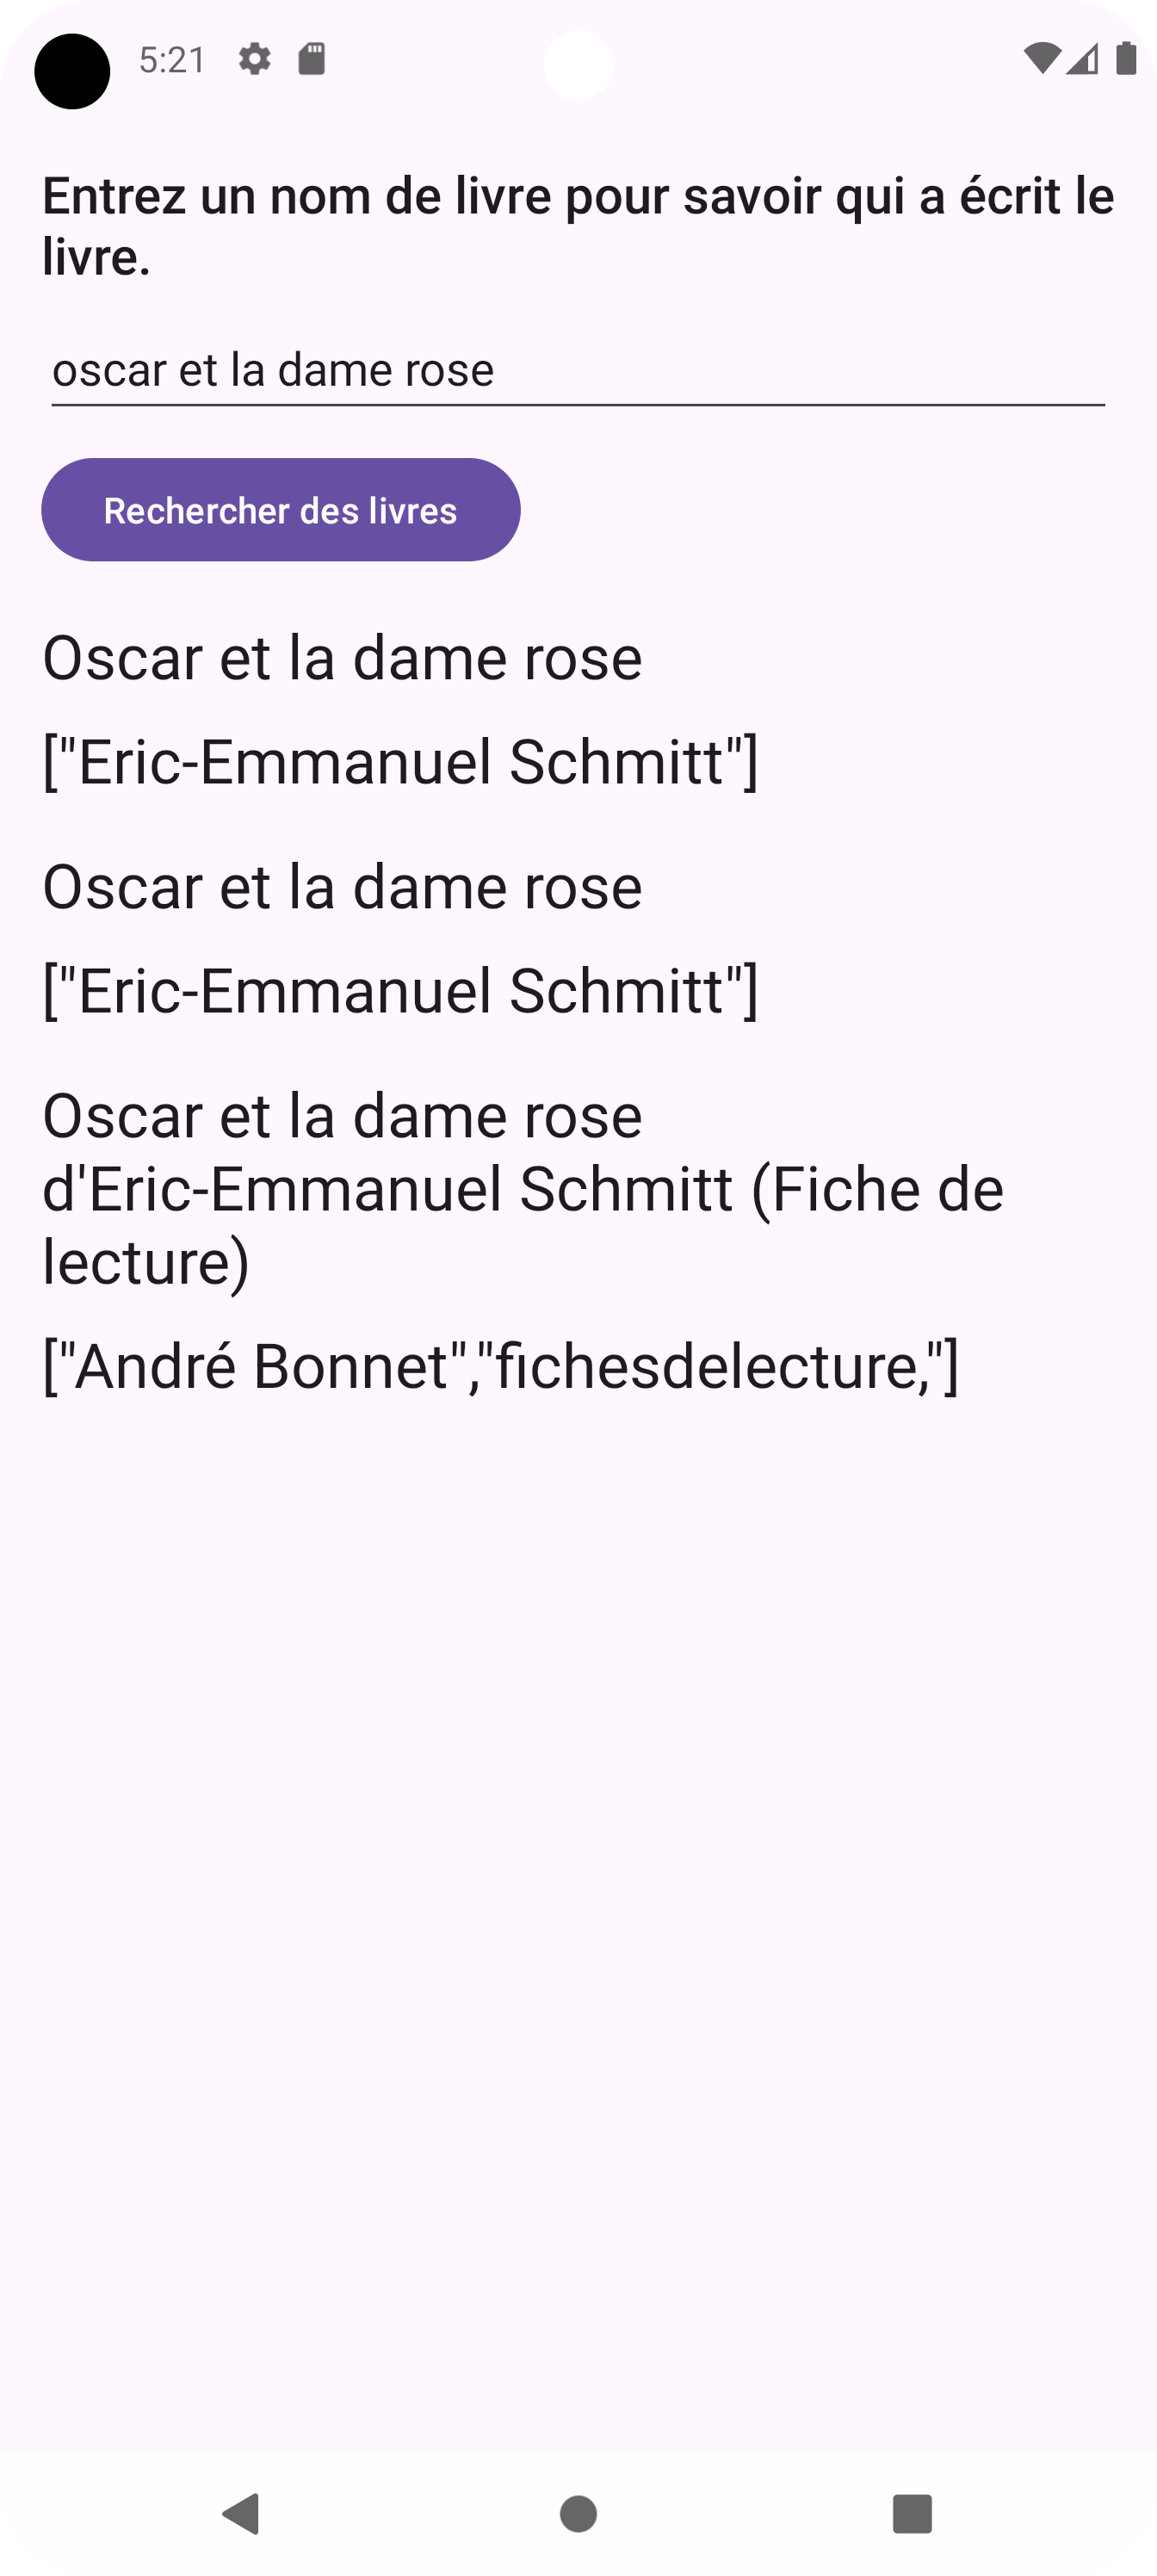 5:21
Entrez un nom de livre pour savoir qui a écrit le
livre.
oscar et la dame rose
Rechercher des livres
Oscar et la dame rose
["Eric-Emmanuel Schmitt"]
Oscar et la dame rose
["Eric-Emmanuel Schmitt"]
Oscar et la dame rose
d'Eric-Emmanuel Schmitt (Fiche de
lecture)
["André Bonnet","fichesdelecture,"]